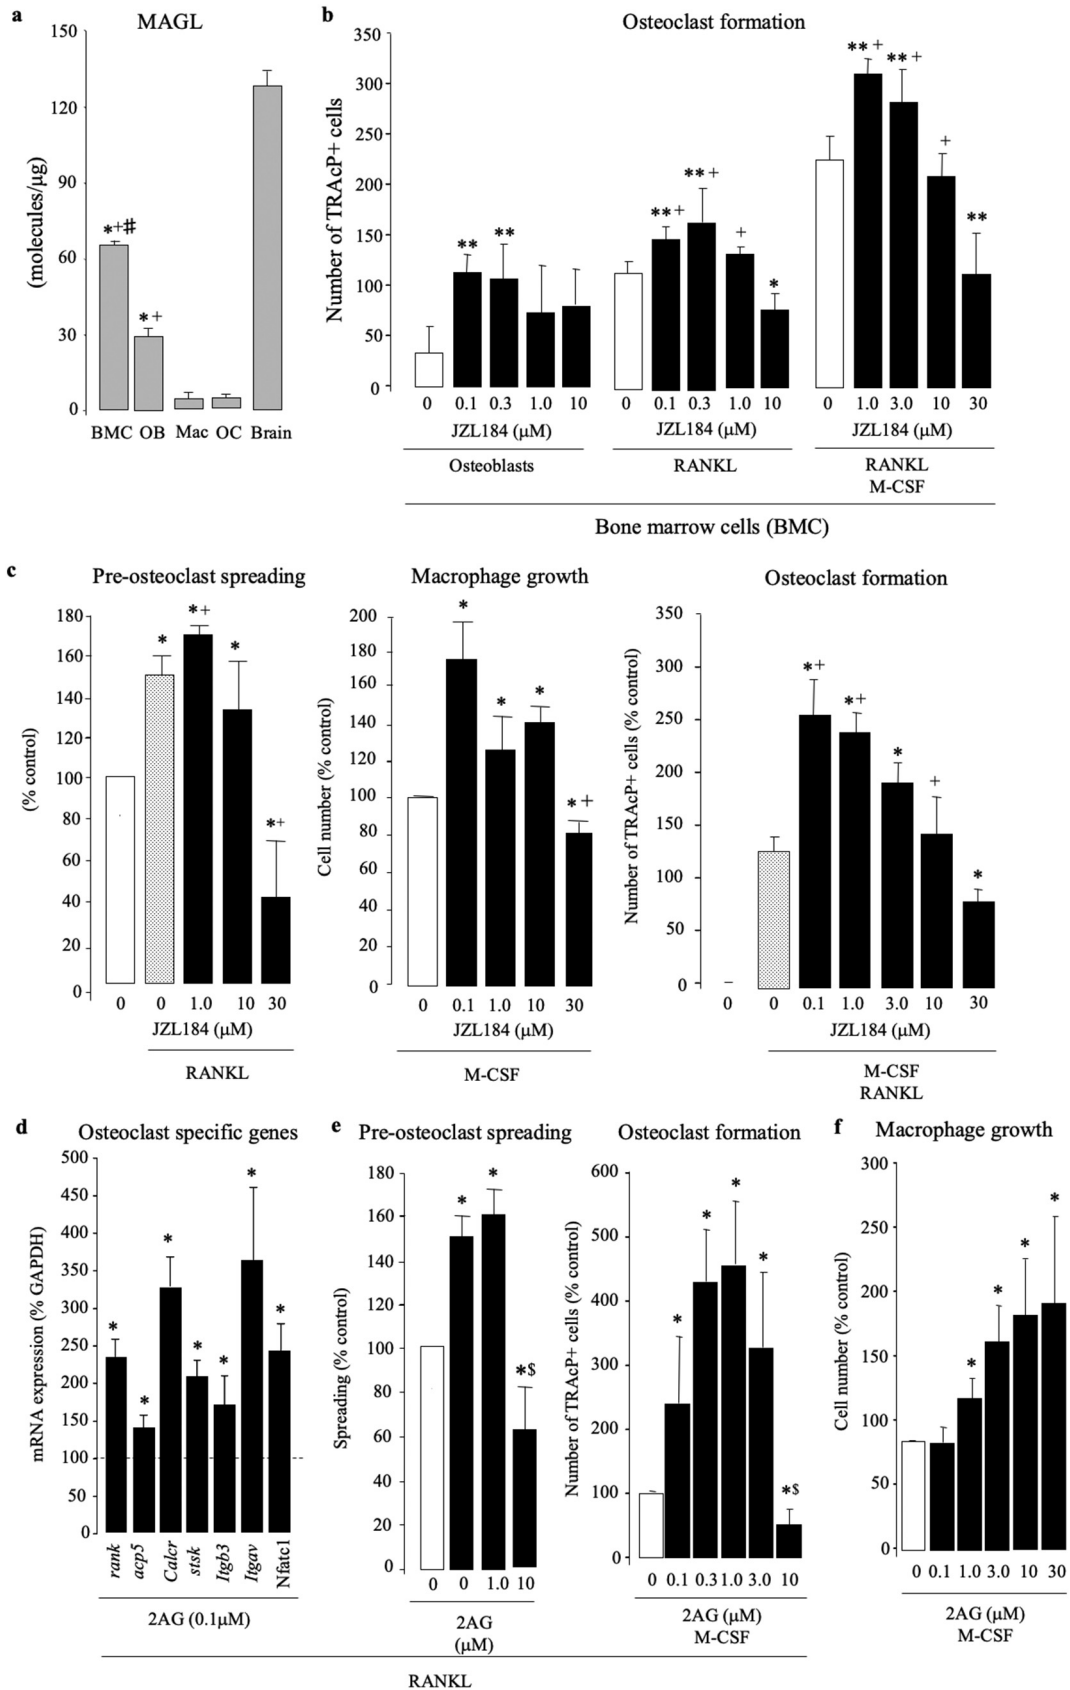 a
MAGL
150
120
90
60
30
0
(molecules/µg)
*+#
*+
BMC OB Mac OC Brain
b
Osteoclast formation
350
300
250
200
150
100
50
0
Number of TRAcP+ cells
** ** **+ **+ + * **+ **+ + **
0 0.1 0.3 1.0 10 0 0.1 0.3 1.0 10 0 1.0 3.0 10 30
JZL184 (µM) JZL184 (µM) JZL184 (µM)
Osteoblasts RANKL RANKL
M-CSF
Bone marrow cells (BMC)
c
Pre-osteoclast spreading
180
160
140
120
100
80
60
40
20
0
(% control)
* *+ * *+
0 0 1.0 10 30
JZL184 (µM)
RANKL
Macrophage growth
200
180
160
140
120
100
80
60
40
20
0
Cell number (% control)
* * * *+
0 0.1 1.0 10 30
JZL184 (µM)
M-CSF
Osteoclast formation
350
300
250
200
150
100
50
0
Number of TRAcP+ cells (% control)
*+ *+ * + *
0 0 0.1 1.0 3.0 10 30
JZL184 (µM)
M-CSF
RANKL
d
Osteoclast specific genes
500
450
400
350
300
250
200
150
100
50
0
mRNA expression (% GAPDH)
* * * * * * *
rank acp5 Calcr stsk Itgb3 Itgav Nfatc1
2AG (0.1µM)
e
Pre-osteoclast spreading
180
160
140
120
100
80
60
40
20
0
Spreading (% control)
* * *$
0 0 1.0 10
2AG
(µM)
Osteoclast formation
600
500
400
300
200
100
0
Number of TRAcP+ cells (% control)
* * * * *$
0 0.1 0.3 1.0 3.0 10
2AG (µM)
M-CSF
RANKL
f
Macrophage growth
300
250
200
150
100
50
0
Cell number (% control)
* * * *
0 0.1 1.0 3.0 10 30
2AG (µM)
M-CSF